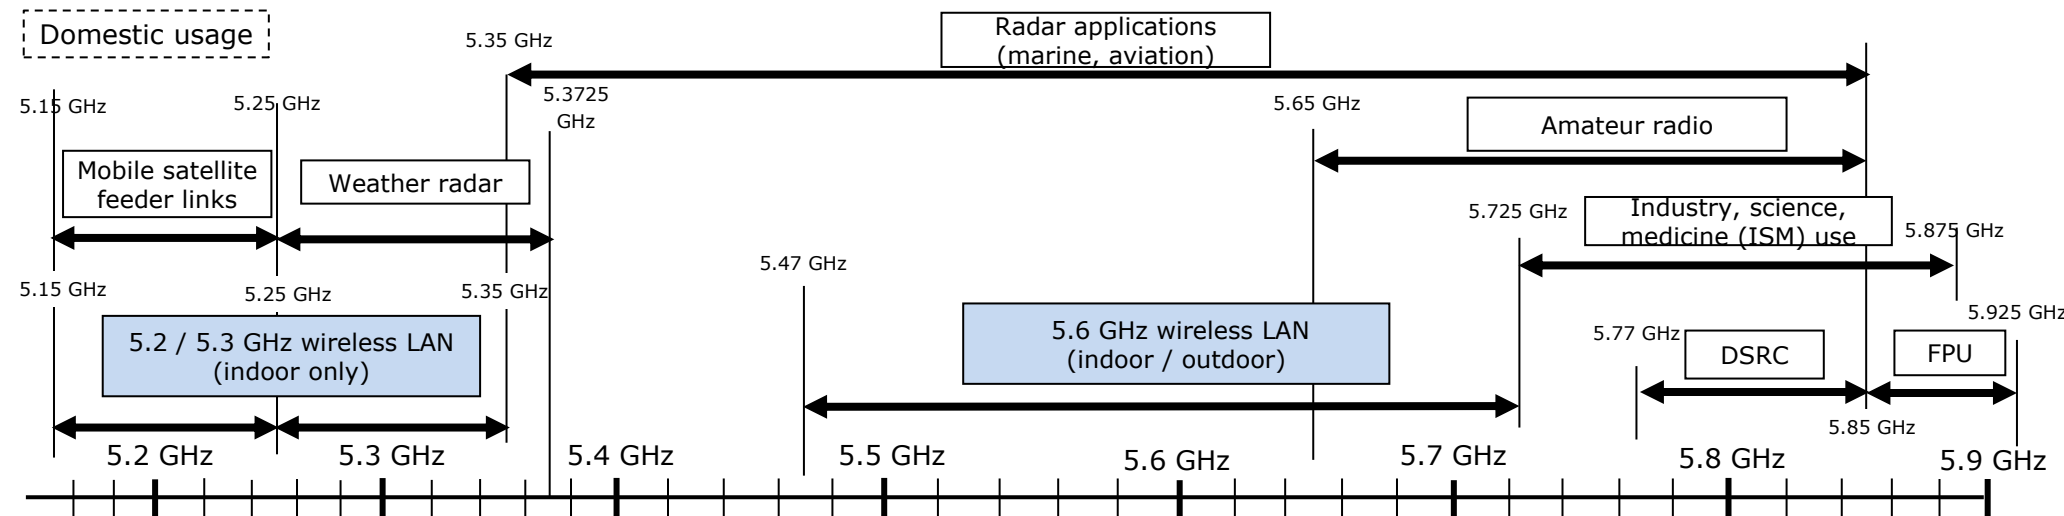 Domestic usage
5.35 GHz
Radar applications
(marine, aviation)
5.15 GHz
5.25 GHz
5.3725
GHz
5.65 GHz
Amateur radio
Mobile satellite
feeder links
Weather radar
5.725 GHz
Industry, science,
medicine (ISM) use
5.875 GHz
5.47 GHz
5.15 GHz
5.25 GHz
5.35 GHz
5.2 / 5.3 GHz wireless LAN
(indoor only)
5.6 GHz wireless LAN
(indoor / outdoor)
5.925 GHz
5.77 GHz
DSRC
FPU
5.85 GHz
5.2 GHz
5.3 GHz
5.4 GHz
5.5 GHz
5.6 GHz
5.7 GHz
5.8 GHz
5.9 GHz